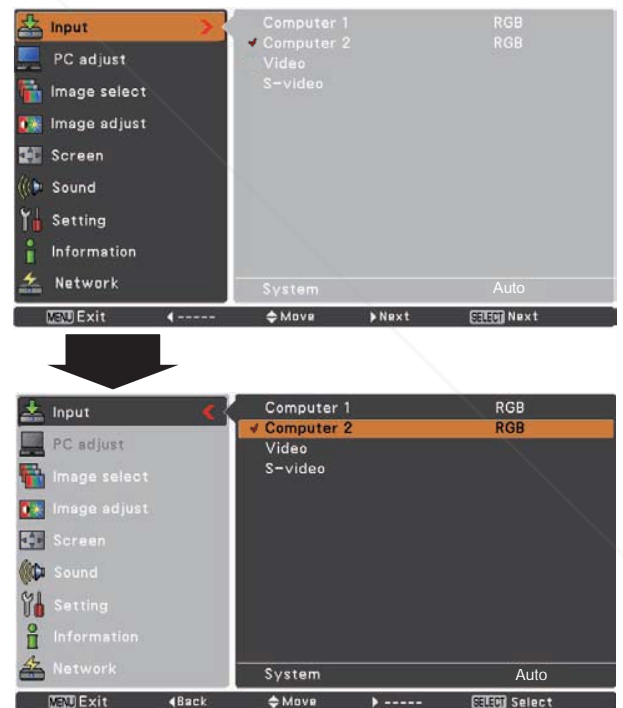 Input
PC adjust
Image select
Image adjust
Screen
Sound
Setting
Information
Network
Computer 1 RGB
Computer 2 RGB
Video
S-video
System Auto
MENU Exit ----- Move Next SELECT Next
Input
PC adjust
Image select
Image adjust
Screen
Sound
Setting
Information
Network
Computer 1 RGB
Computer 2 RGB
Video
S-video
System Auto
MENU Exit Back Move ----- SELECT Select